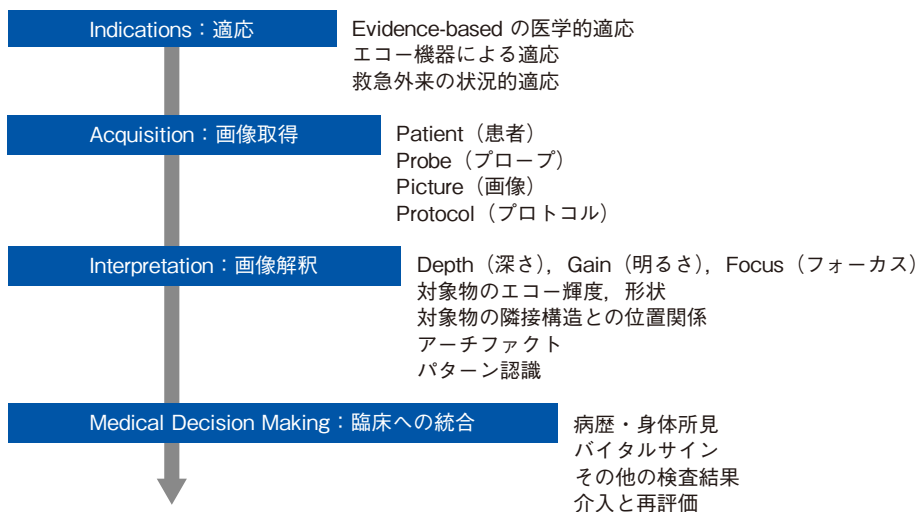 Indications：適応
Evidence-based の医学的適応
エコー機器による適応
救急外来の状況的適応
Acquisition：画像取得
Patient（患者）
Probe（プローブ）
Picture（画像）
Protocol（プロトコル）
Interpretation：画像解釈
Depth（深さ），Gain（明るさ），Focus（フォーカス）
対象物のエコー輝度，形状
対象物の隣接構造との位置関係
アーチファクト
パターン認識
Medical Decision Making：臨床への統合
病歴・身体所見
バイタルサイン
その他の検査結果
介入と再評価